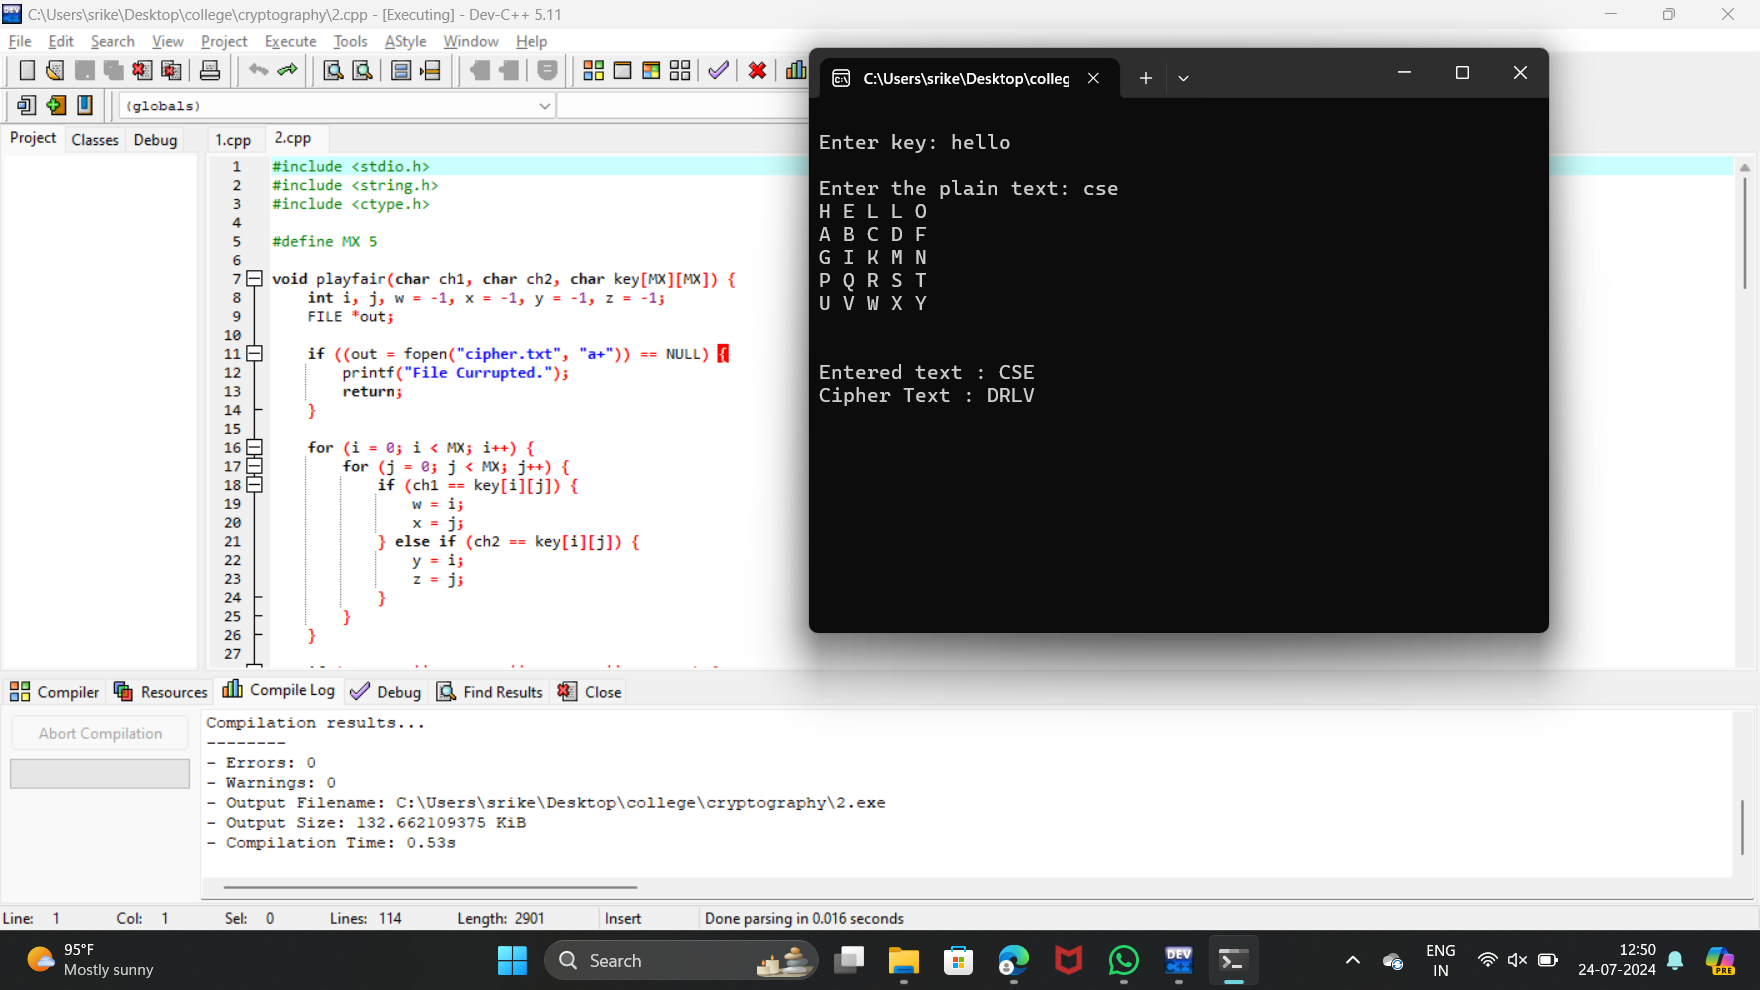 C:\Users\srike\Desktop\college\cryptography\2.cpp - [Executing] - Dev-C++ 5.11
File Edit Search View Project Execute Tools AStyle Window Help
(globals)
Project Classes Debug 1.cpp 2.cpp
1 #include <stdio.h>
2 #include <string.h>
3 #include <ctype.h>
4
5 #define MX 5
6
7 void playfair(char ch1, char ch2, char key[MX][MX]) {
8 int i, j, w = -1, x = -1, y = -1, z = -1;
9 FILE *out;
10
11 if ((out = fopen("cipher.txt", "a+")) == NULL) {
12 printf("File Currupted.");
13 return;
14 }
15
16 for (i = 0; i < MX; i++) {
17 for (j = 0; j < MX; j++) {
18 if (ch1 == key[i][j]) {
19 w = i;
20 x = j;
21 } else if (ch2 == key[i][j]) {
22 y = i;
23 z = j;
24 }
25 }
26 }
27
C:\Users\srike\Desktop\colleg
Enter key: hello
Enter the plain text: cse
H E L L O
A B C D F
G I K M N
P Q R S T
U V W X Y
Entered text : CSE
Cipher Text : DRLV
Compiler Resources Compile Log Debug Find Results Close
Abort Compilation
Compilation results...
--------
- Errors: 0
- Warnings: 0
- Output Filename: C:\Users\srike\Desktop\college\cryptography\2.exe
- Output Size: 132.662109375 KiB
- Compilation Time: 0.53s
Line: 1 Col: 1 Sel: 0 Lines: 114 Length: 2901 Insert Done parsing in 0.016 seconds
95°F
Mostly sunny
Search
DEV
C++
ENG
IN
12:50
24-07-2024
PRE